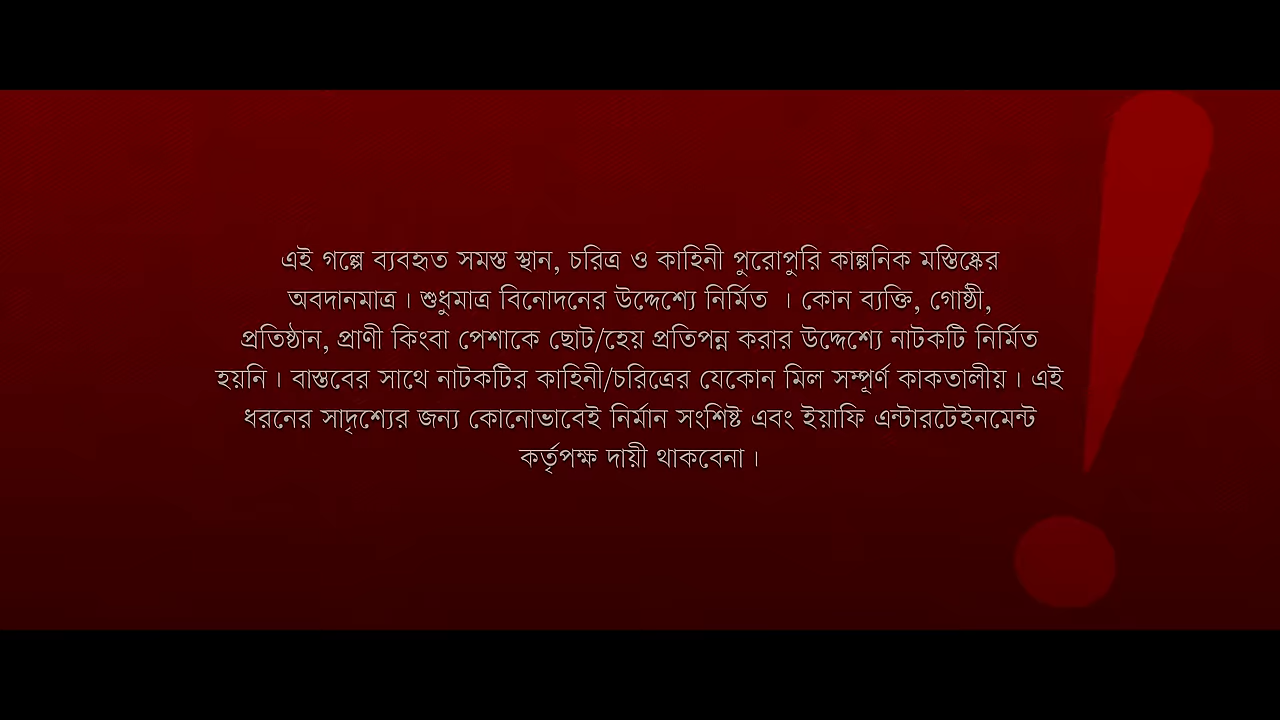 এই গল্পে ব্যবহৃত সমস্ত স্থান, চরিত্র ও কাহিনী পুরোপুরি কাল্পনিক মস্তিষ্কের
অবদানমাত্র। শুধুমাত্র বিনোদনের উদ্দেশ্যে নির্মিত । কোন ব্যক্তি, গোষ্ঠী,
প্রতিষ্ঠান, প্রাণী কিংবা পেশাকে ছোট/হেয় প্রতিপন্ন করার উদ্দেশ্যে নাটকটি নির্মিত
হয়নি। বাস্তবের সাথে নাটকটির কাহিনী/চরিত্রের যেকোন মিল সম্পূর্ণ কাকতালীয়। এই
ধরনের সাদৃশ্যের জন্য কোনোভাবেই নির্মান সংশিষ্ট এবং ইয়াফি এন্টারটেইনমেন্ট
কর্তৃপক্ষ দায়ী থাকবেনা।